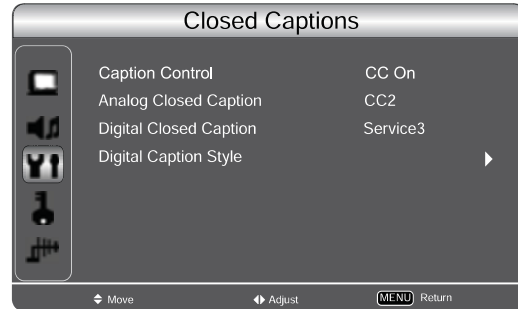 Closed Captions
Caption Control CC On
Analog Closed Caption CC2
Digital Closed Caption Service3
Digital Caption Style
Move Adjust MENU Return